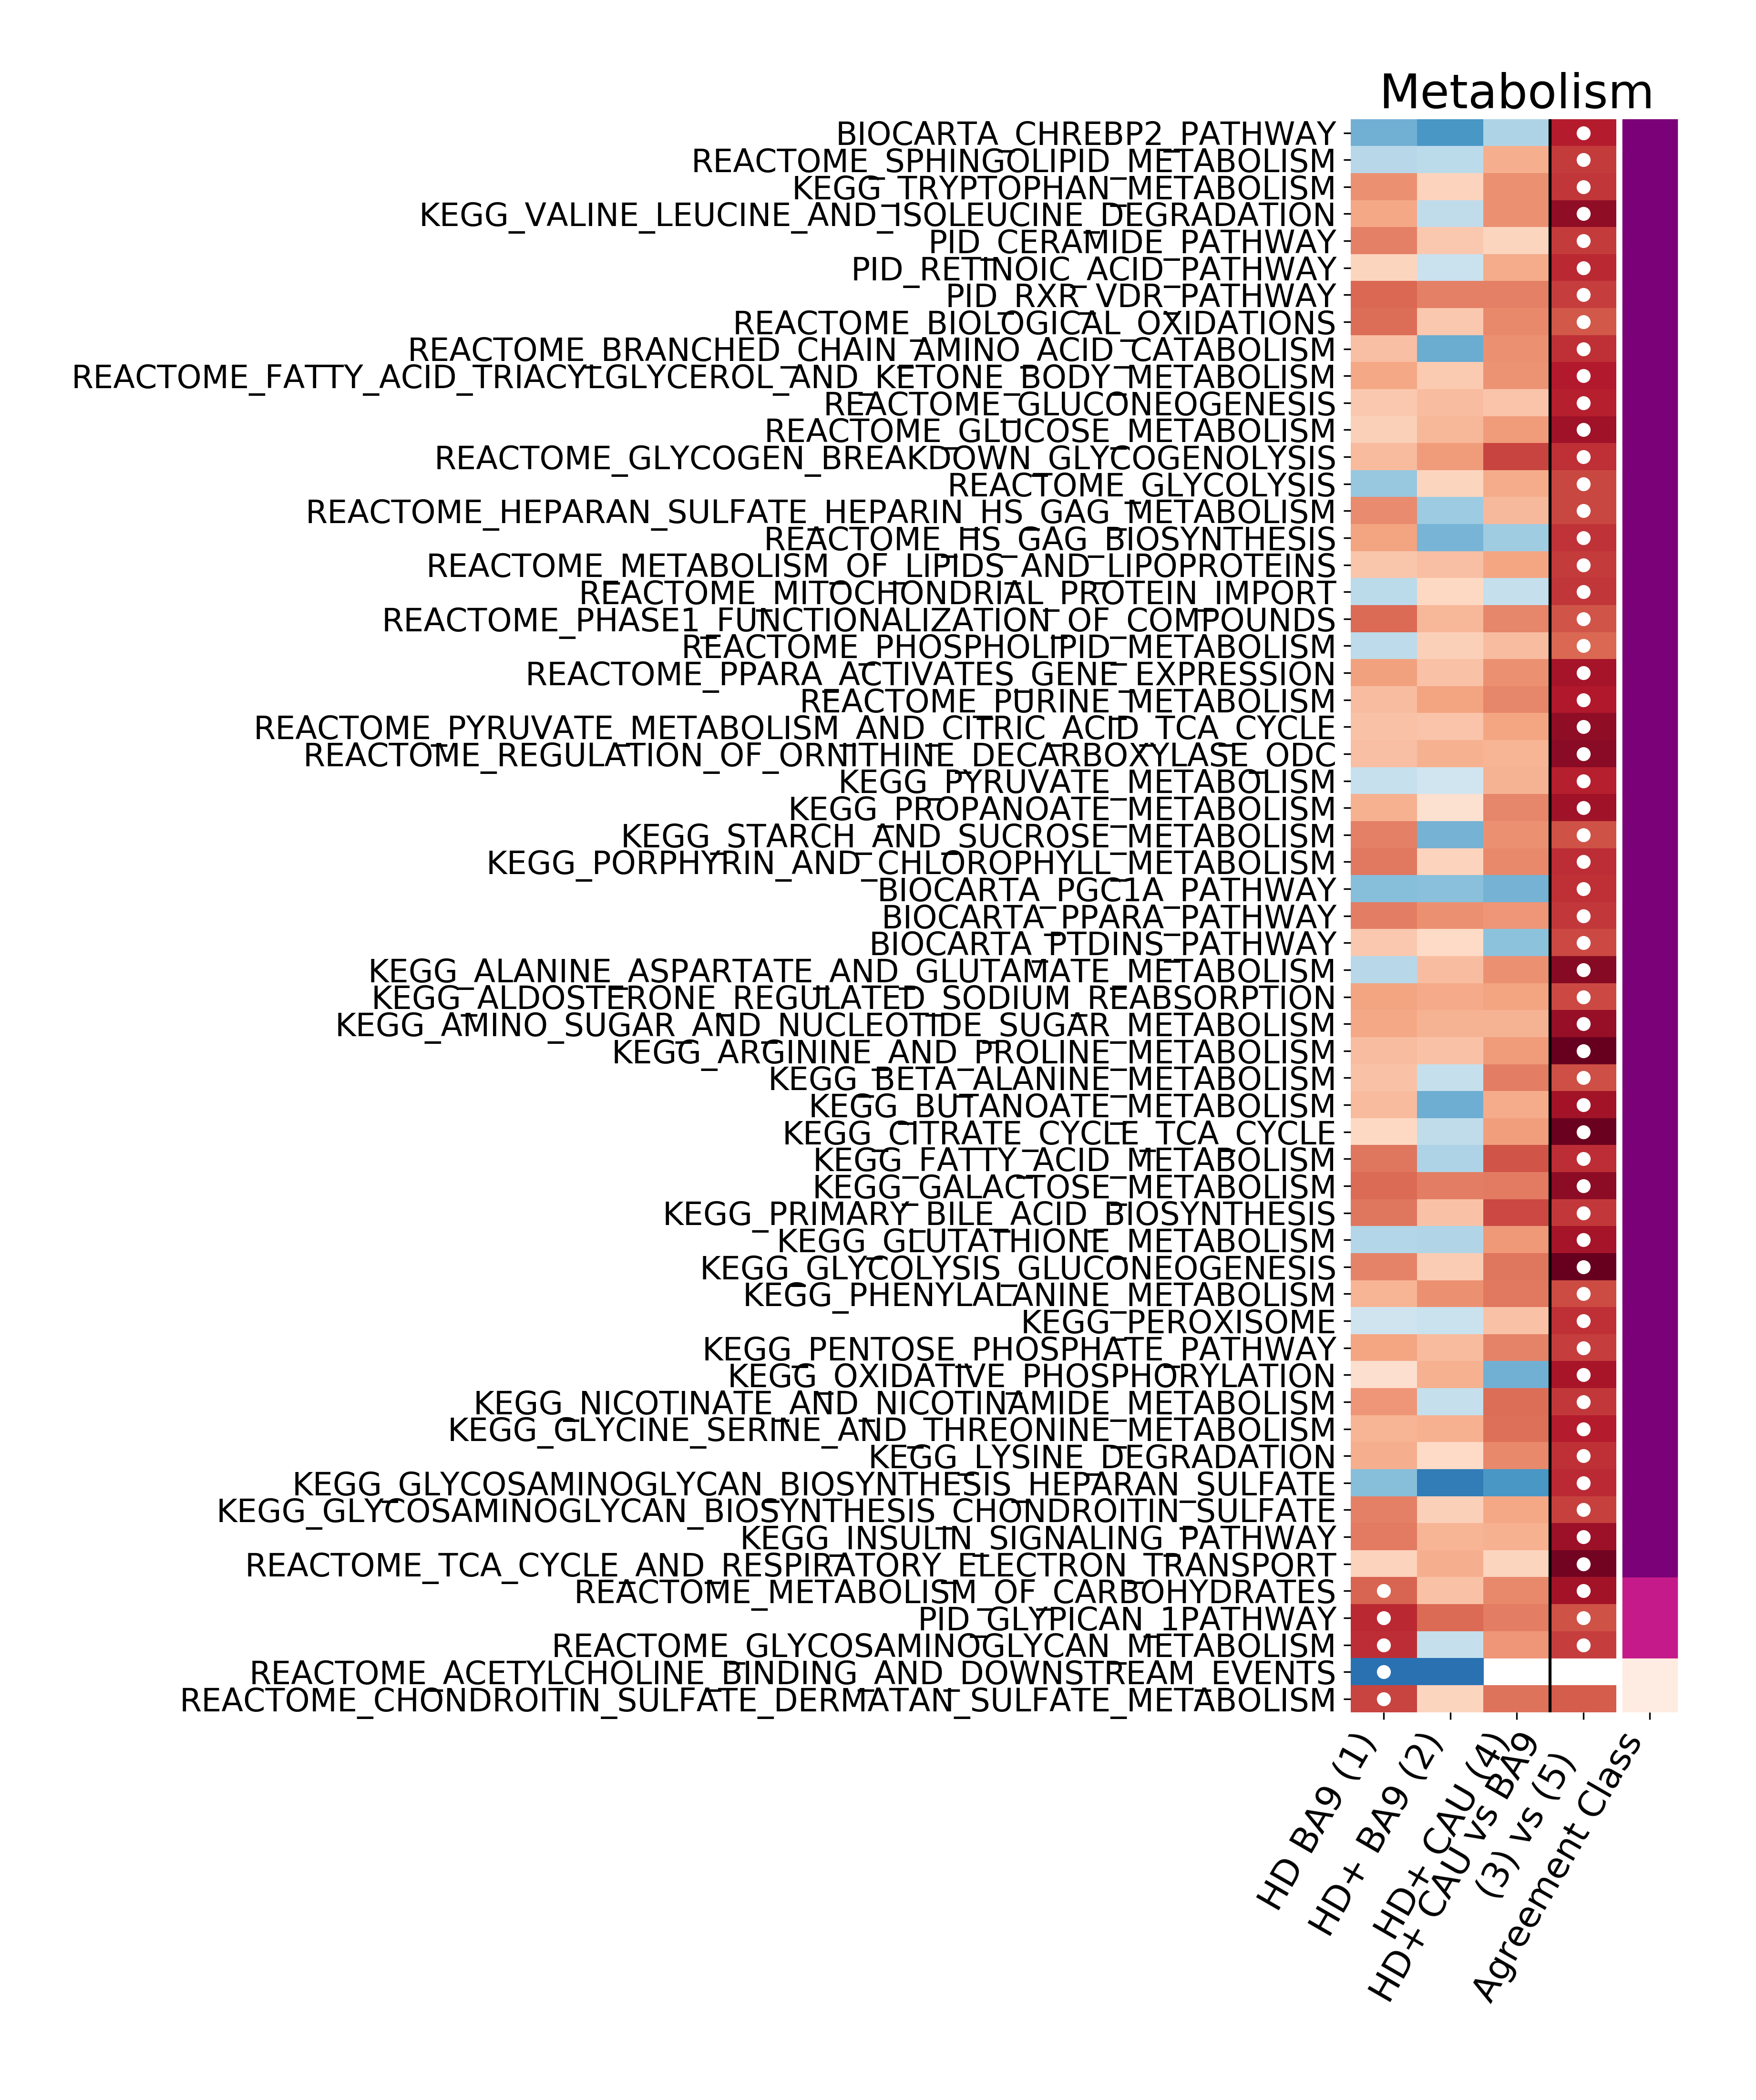 Metabolism
BIOCARTA_CHREBP2_PATHWAY
REACTOME_SPHINGOLIPID_METABOLISM
KEGG_TRYPTOPHAN_METABOLISM
KEGG_VALINE_LEUCINE_AND_ISOLEUCINE_DEGRADATION
PID_CERAMIDE_PATHWAY
PID_RETINOIC_ACID_PATHWAY
PID_RXR_VDR_PATHWAY
REACTOME_BIOLOGICAL_OXIDATIONS
REACTOME_BRANCHED_CHAIN_AMINO_ACID_CATABOLISM
REACTOME_FATTY_ACID_TRIACYLGLYCEROL_AND_KETONE_BODY_METABOLISM
REACTOME_GLUCONEOGENESIS
REACTOME_GLUCOSE_METABOLISM
REACTOME_GLYCOGEN_BREAKDOWN_GLYCOGENOLYSIS
REACTOME_GLYCOLYSIS
REACTOME_HEPARAN_SULFATE_HEPARIN_HS_GAG_METABOLISM
REACTOME_HS_GAG_BIOSYNTHESIS
REACTOME_METABOLISM_OF_LIPIDS_AND_LIPOPROTEINS
REACTOME_MITOCHONDRIAL_PROTEIN_IMPORT
REACTOME_PHASE1_FUNCTIONALIZATION_OF_COMPOUNDS
REACTOME_PHOSPHOLIPID_METABOLISM
REACTOME_PPARA_ACTIVATES_GENE_EXPRESSION
REACTOME_PURINE_METABOLISM
REACTOME_PYRUVATE_METABOLISM_AND_CITRIC_ACID_TCA_CYCLE
REACTOME_REGULATION_OF_ORNITHINE_DECARBOXYLASE_ODC
KEGG_PYRUVATE_METABOLISM
KEGG_PROPANOATE_METABOLISM
KEGG_STARCH_AND_SUCROSE_METABOLISM
KEGG_PORPHYRIN_AND_CHLOROPHYLL_METABOLISM
BIOCARTA_PGC1A_PATHWAY
BIOCARTA_PPARA_PATHWAY
BIOCARTA_PTDINS_PATHWAY
KEGG_ALANINE_ASPARTATE_AND_GLUTAMATE_METABOLISM
KEGG_ALDOSTERONE_REGULATED_SODIUM_REABSORPTION
KEGG_AMINO_SUGAR_AND_NUCLEOTIDE_SUGAR_METABOLISM
KEGG_ARGININE_AND_PROLINE_METABOLISM
KEGG_BETA_ALANINE_METABOLISM
KEGG_BUTANOATE_METABOLISM
KEGG_CITRATE_CYCLE_TCA_CYCLE
KEGG_FATTY_ACID_METABOLISM
KEGG_GALACTOSE_METABOLISM
KEGG_PRIMARY_BILE_ACID_BIOSYNTHESIS
KEGG_GLUTATHIONE_METABOLISM
KEGG_GLYCOLYSIS_GLUCONEOGENESIS
KEGG_PHENYLALANINE_METABOLISM
KEGG_PEROXISOME
KEGG_PENTOSE_PHOSPHATE_PATHWAY
KEGG_OXIDATIVE_PHOSPHORYLATION
KEGG_NICOTINATE_AND_NICOTINAMIDE_METABOLISM
KEGG_GLYCINE_SERINE_AND_THREONINE_METABOLISM
KEGG_LYSINE_DEGRADATION
KEGG_GLYCOSAMINOGLYCAN_BIOSYNTHESIS_HEPARAN_SULFATE
KEGG_GLYCOSAMINOGLYCAN_BIOSYNTHESIS_CHONDROITIN_SULFATE
KEGG_INSULIN_SIGNALING_PATHWAY
REACTOME_TCA_CYCLE_AND_RESPIRATORY_ELECTRON_TRANSPORT
REACTOME_METABOLISM_OF_CARBOHYDRATES
PID_GLYPICAN_1PATHWAY
REACTOME_GLYCOSAMINOGLYCAN_METABOLISM
REACTOME_ACETYLCHOLINE_BINDING_AND_DOWNSTREAM_EVENTS
REACTOME_CHONDROITIN_SULFATE_DERMATAN_SULFATE_METABOLISM
HD BA9 (1)
HD+ BA9 (2)
HD+ CAU (4)
HD+ CAU vs BA9
(3) vs (5)
Agreement Class